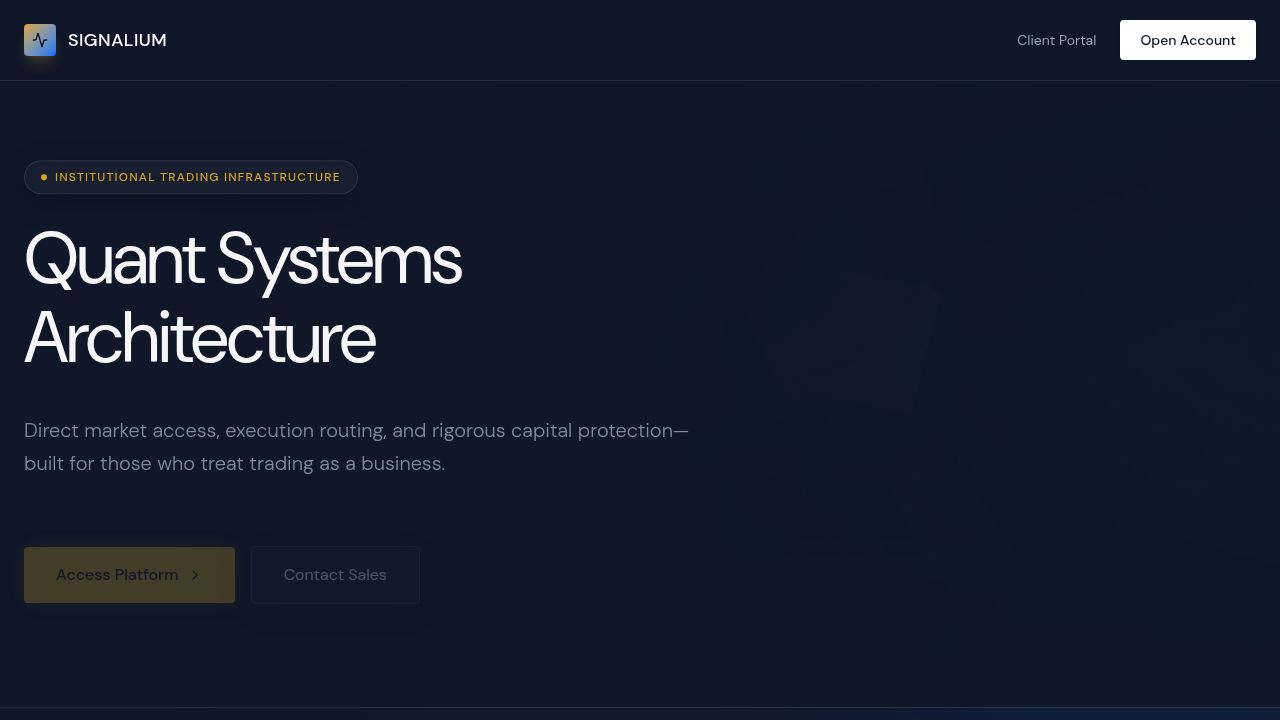 SIGNALIUM
Client Portal
Open Account
INSTITUTIONAL TRADING INFRASTRUCTURE
Quant Systems
Architecture
Direct market access, execution routing, and rigorous capital protection—
built for those who treat trading as a business.
Access Platform
Contact Sales